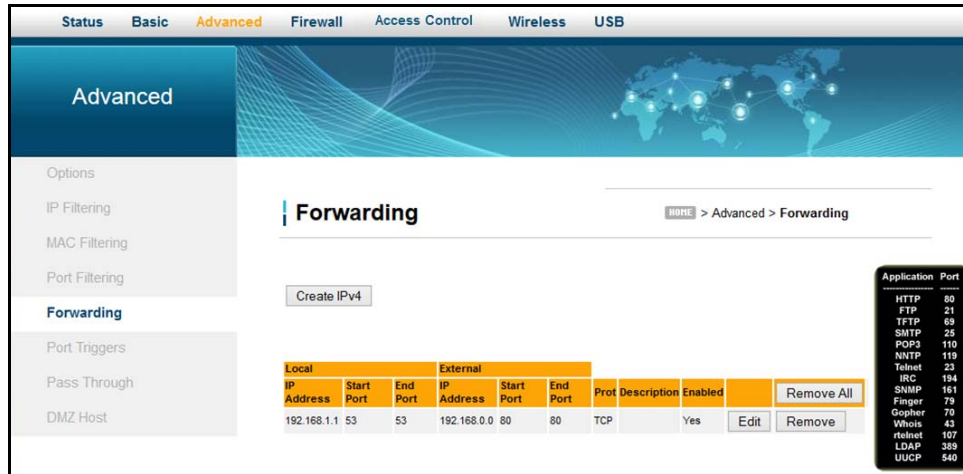 Status Basic Advanced Firewall Access Control Wireless USB
Advanced
Options
IP Filtering
MAC Filtering
Port Filtering
Forwarding
Port Triggers
Pass Through
DMZ Host
Forwarding
HOME > Advanced > Forwarding
Create IPv4
Local External
IP Address Start Port End Port IP Address Start Port End Port Prot Description Enabled Remove All
192.168.1.1 53 53 192.168.0.0 80 80 TCP Yes Edit Remove
Application Port
HTTP 80
FTP 21
TFTP 69
SMTP 25
POP3 110
NNTP 119
Telnet 23
IRC 194
SNMP 161
Finger 79
Gopher 70
Whois 43
rtelnet 107
LDAP 389
UUCP 540